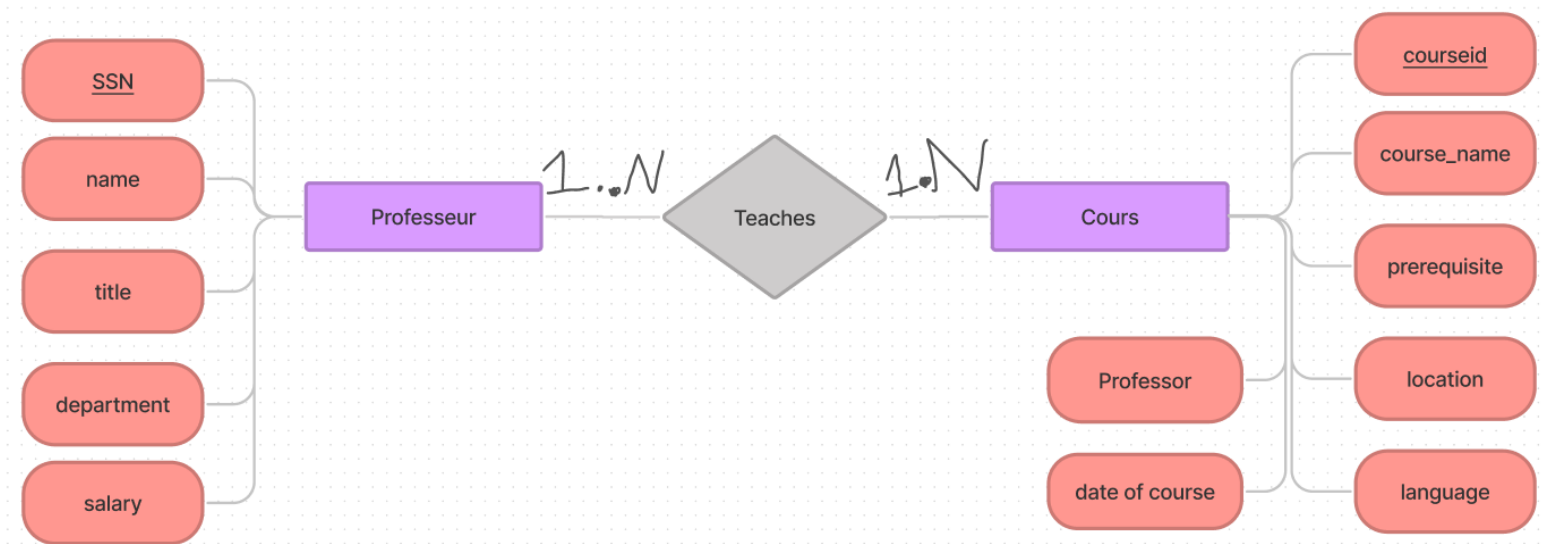 SSN
name
title
department
salary
Professeur
1..N
Teaches
1.N
Cours
courseid
course_name
prerequisite
location
language
Professor
date of course